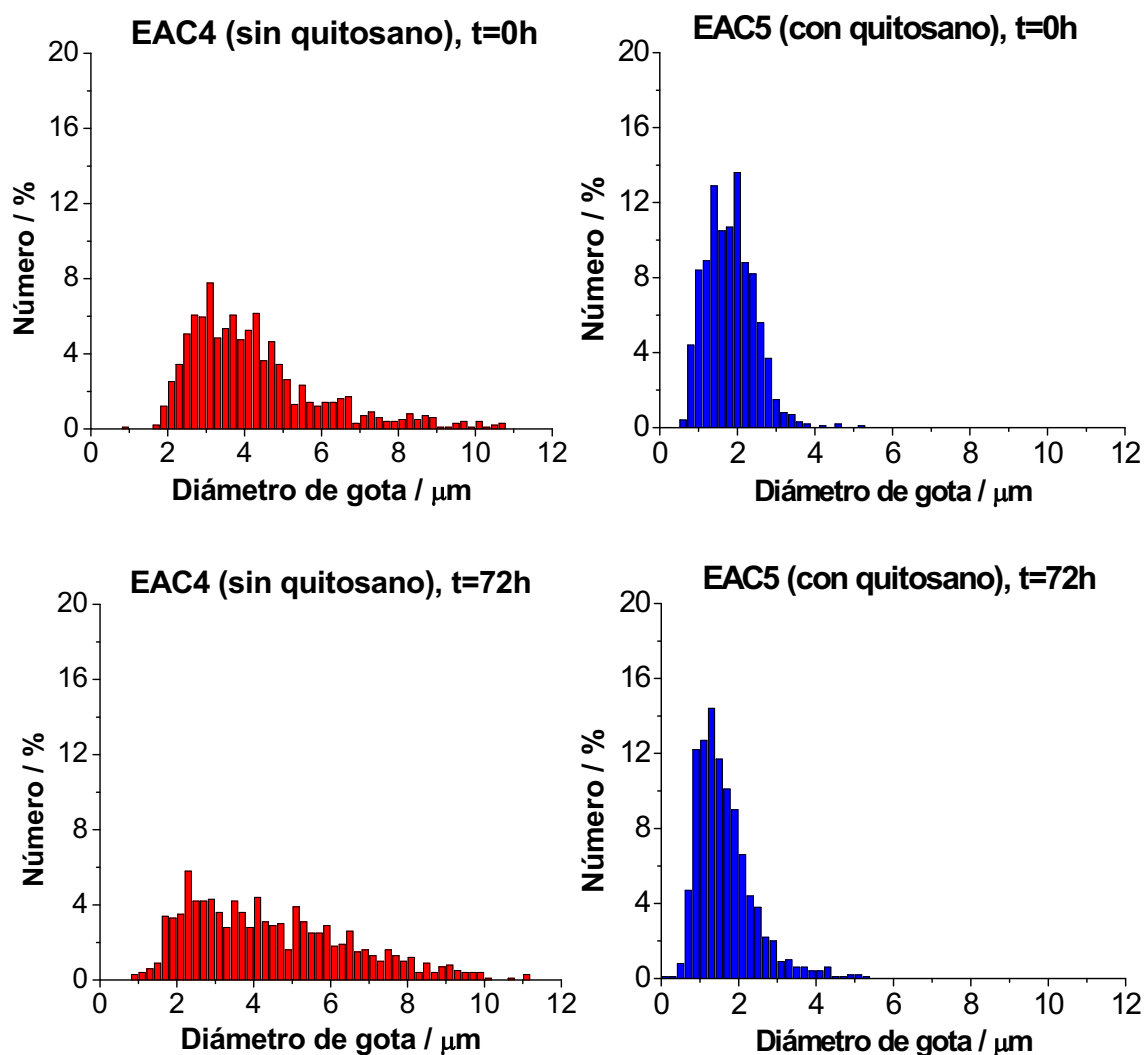 EAC4 (sin quitosano), t=0h
20
16
12
8
4
0
Número / %
0 2 4 6 8 10 12
Diámetro de gota / μm
EAC5 (con quitosano), t=0h
20
16
12
8
4
0
Número / %
0 2 4 6 8 10 12
Diámetro de gota / μm
EAC4 (sin quitosano), t=72h
20
16
12
8
4
0
Número / %
0 2 4 6 8 10 12
Diámetro de gota / μm
EAC5 (con quitosano), t=72h
20
16
12
8
4
0
Número / %
0 2 4 6 8 10 12
Diámetro de gota / μm